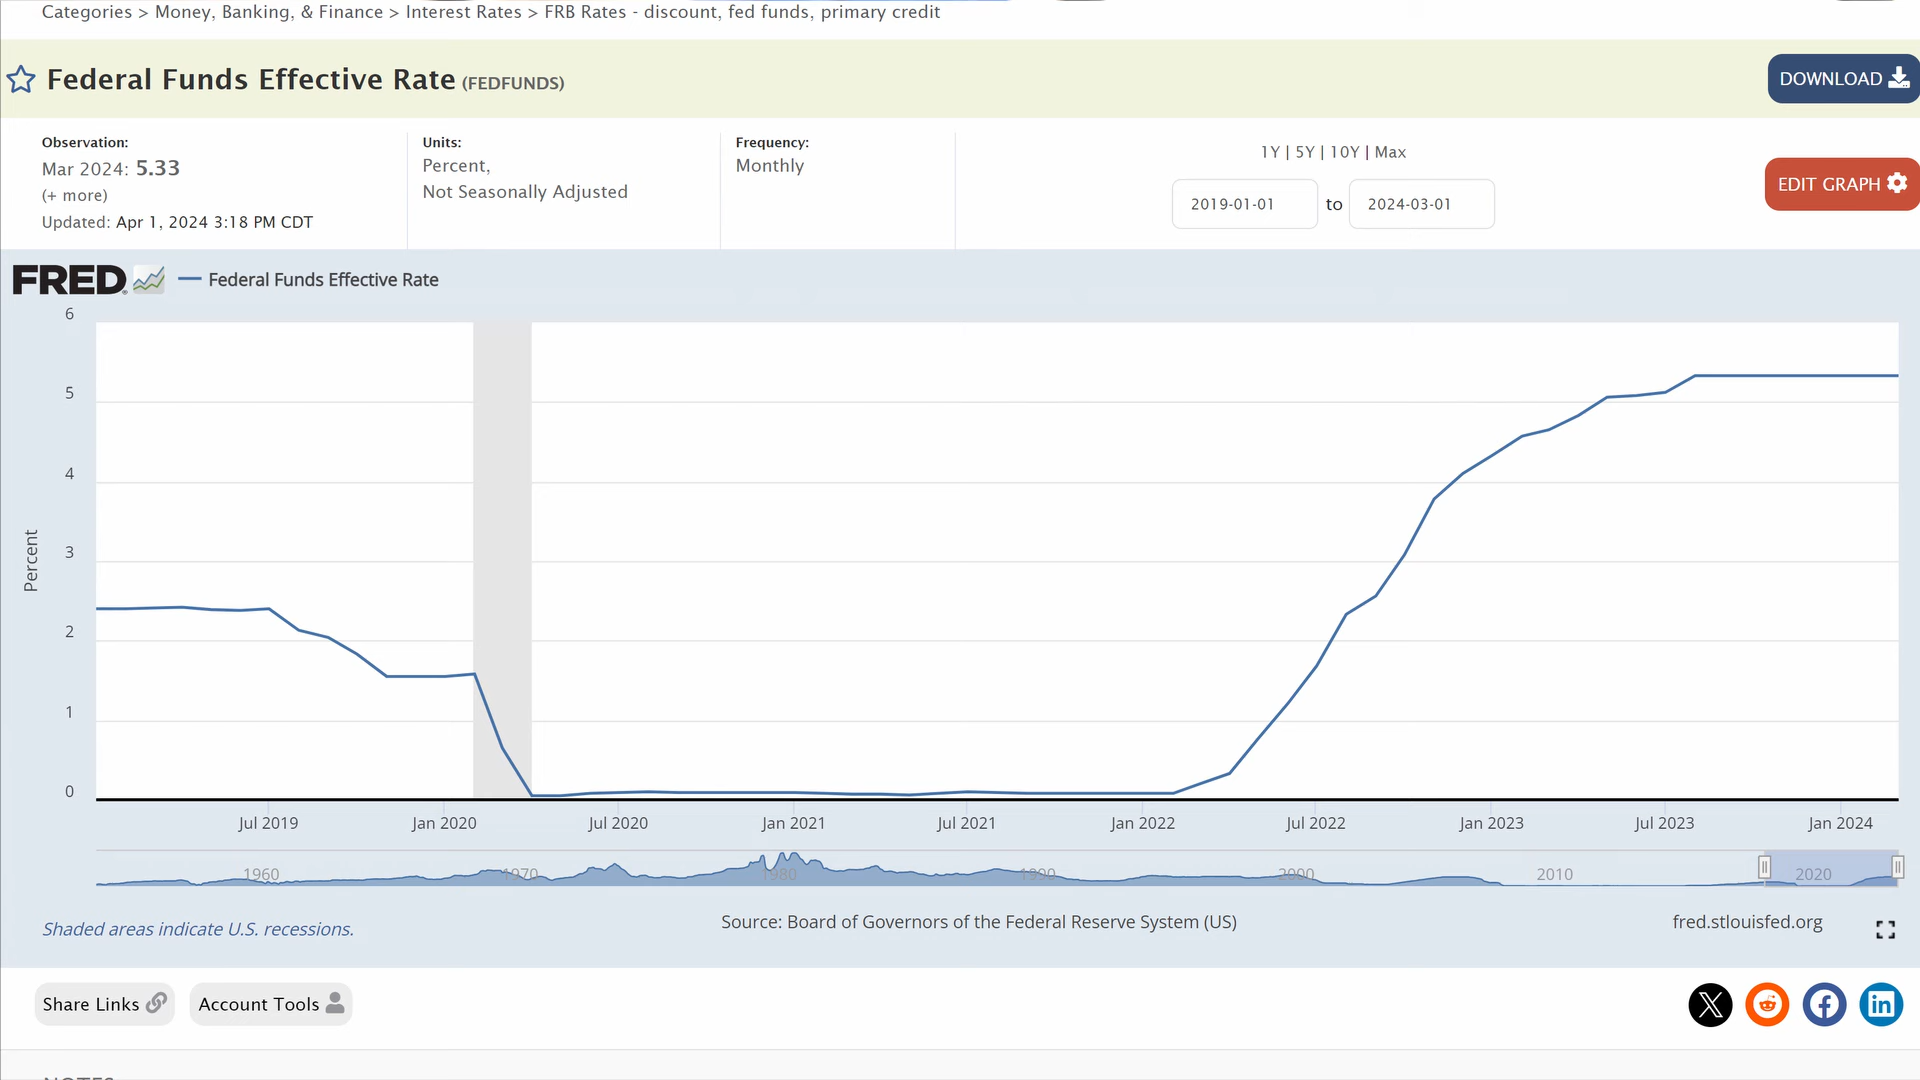 Categories > Money, Banking, & Finance > Interest Rates > FRB Rates - discount, fed funds, primary credit
Federal Funds Effective Rate (FEDFUNDS)
DOWNLOAD
Observation:
Mar 2024: 5.33
(+ more)
Updated: Apr 1, 2024 3:18 PM CDT
Units:
Percent,
Not Seasonally Adjusted
Frequency:
Monthly
1Y | 5Y | 10Y | Max
2019-01-01 to 2024-03-01
EDIT GRAPH
FRED
Federal Funds Effective Rate
6
5
4
3
2
1
0
Percent
Jul 2019 Jan 2020 Jul 2020 Jan 2021 Jul 2021 Jan 2022 Jul 2022 Jan 2023 Jul 2023 Jan 2024
1960 1970 1980 1990 2000 2010 2020
Shaded areas indicate U.S. recessions.
Source: Board of Governors of the Federal Reserve System (US)
fred.stlouisfed.org
Share Links
Account Tools